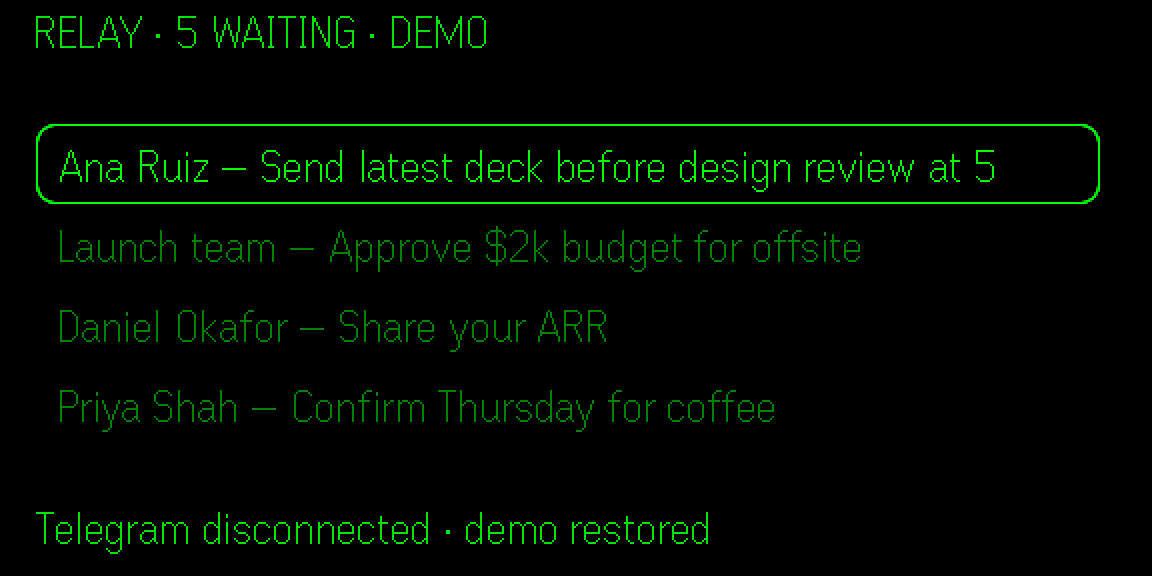 RELAY · 5 WAITING · DEMO
Ana Ruiz — Send latest deck before design review at 5
Launch team — Approve $2k budget for offsite
Daniel Okafor — Share your ARR
Priya Shah — Confirm Thursday for coffee
Telegram disconnected · demo restored